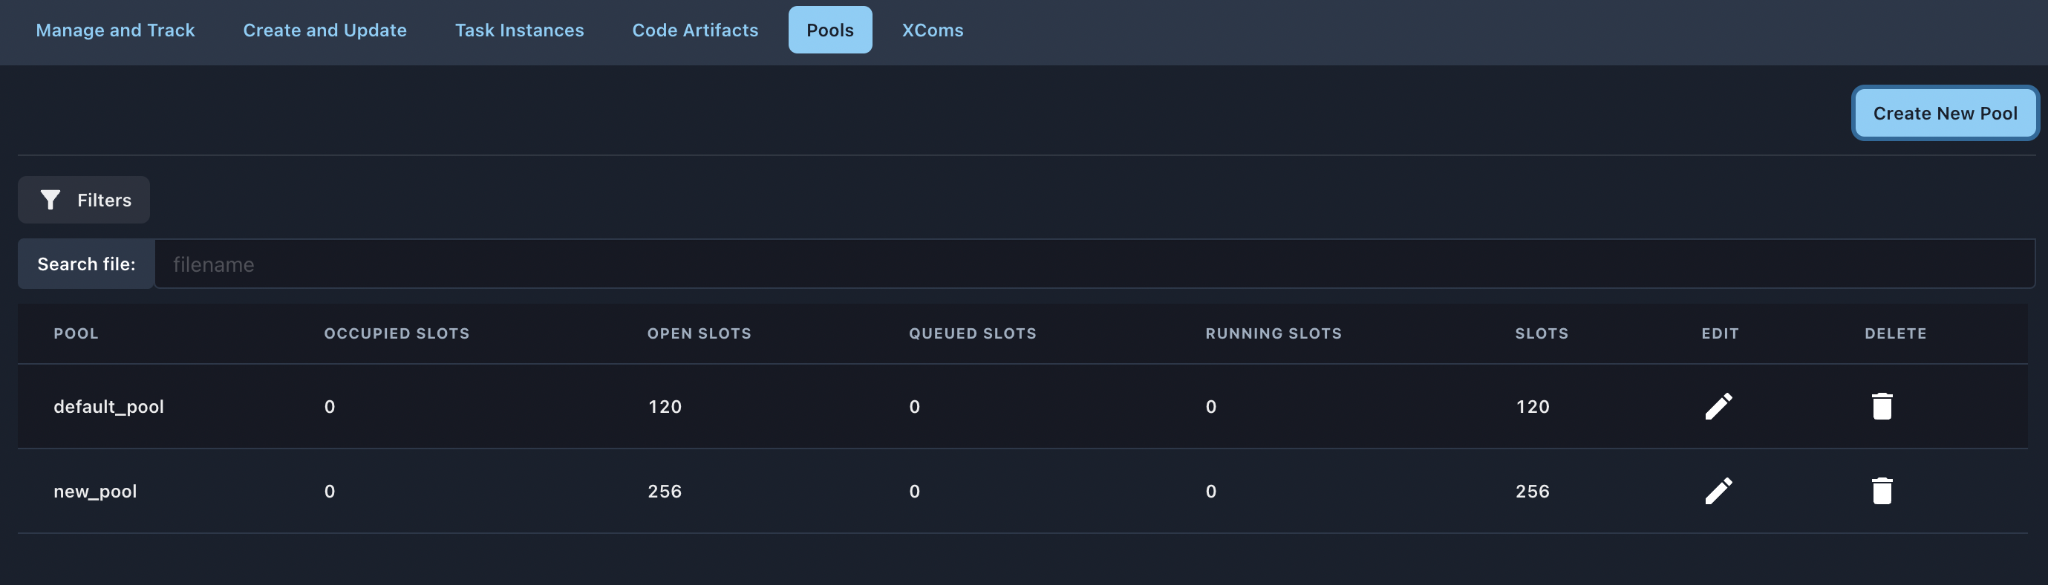 Manage and Track Create and Update Task Instances Code Artifacts Pools XComs
Create New Pool
Filters
Search file: filename
POOL OCCUPIED SLOTS OPEN SLOTS QUEUED SLOTS RUNNING SLOTS SLOTS EDIT DELETE
default_pool 0 120 0 0 120
new_pool 0 256 0 0 256